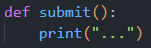 def submit():
    print("...")